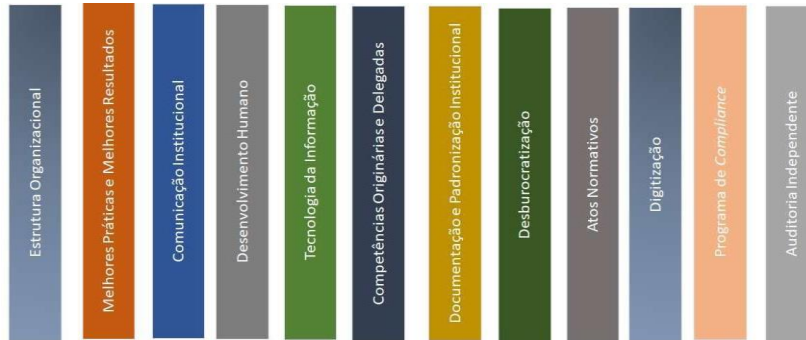 Estrutura Organizacional
Melhores Práticas e Melhores Resultados
Comunicação Institucional
Desenvolvimento Humano
Tecnologia da Informação
Competências Originárias e Delegadas
Documentação e Padronização Institucional
Desburocratização
Atos Normativos
Digitização
Programa de Compliance
Auditoria Independente